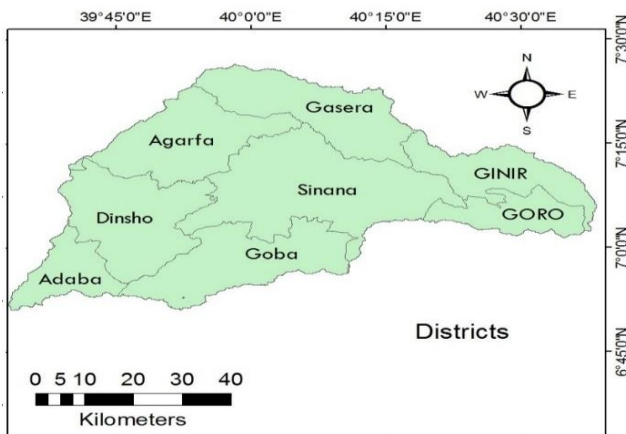 39°45'0"E 40°0'0"E 40°15'0"E 40°30'0"E
7°30'0"N
N
W E
S
Gasera
Agarfa
7°15'0"N
GINIR
Sinana
Dinsho
GORO
7°0'0"N
Goba
Adaba
Districts
6°45'0"N
0 5 10 20 30 40
Kilometers